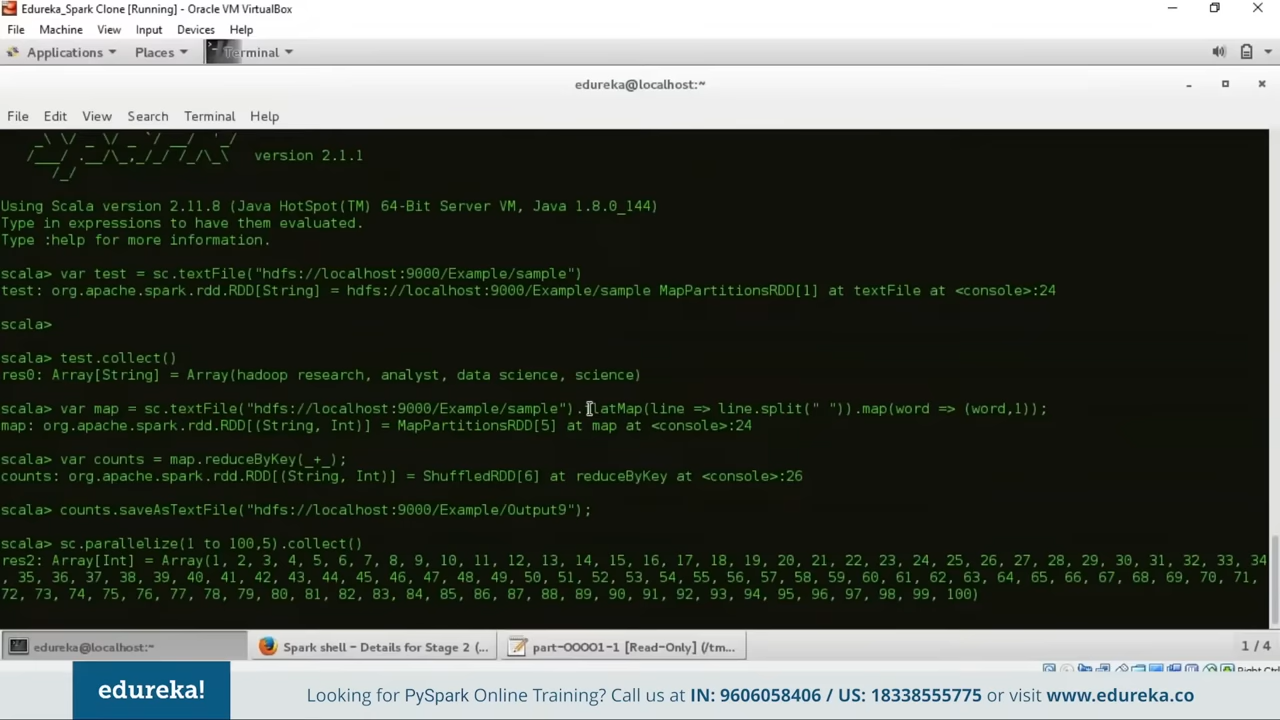 Edureka_Spark Clone [Running] - Oracle VM VirtualBox
File Machine View Input Devices Help
Applications Places Terminal
edureka@localhost:~
File Edit View Search Terminal Help
version 2.1.1
Using Scala version 2.11.8 (Java HotSpot(TM) 64-Bit Server VM, Java 1.8.0_144)
Type in expressions to have them evaluated.
Type :help for more information.
scala> var test = sc.textFile("hdfs://localhost:9000/Example/sample")
test: org.apache.spark.rdd.RDD[String] = hdfs://localhost:9000/Example/sample MapPartitionsRDD[1] at textFile at <console>:24
scala>
scala> test.collect()
res0: Array[String] = Array(hadoop research, analyst, data science, science)
scala> var map = sc.textFile("hdfs://localhost:9000/Example/sample").flatMap(line => line.split(" ")).map(word => (word,1));
map: org.apache.spark.rdd.RDD[(String, Int)] = MapPartitionsRDD[5] at map at <console>:24
scala> var counts = map.reduceByKey(_+_);
counts: org.apache.spark.rdd.RDD[(String, Int)] = ShuffledRDD[6] at reduceByKey at <console>:26
scala> counts.saveAsTextFile("hdfs://localhost:9000/Example/Output9");
scala> sc.parallelize(1 to 100,5).collect()
res2: Array[Int] = Array(1, 2, 3, 4, 5, 6, 7, 8, 9, 10, 11, 12, 13, 14, 15, 16, 17, 18, 19, 20, 21, 22, 23, 24, 25, 26, 27, 28, 29, 30, 31, 32, 33, 34
, 35, 36, 37, 38, 39, 40, 41, 42, 43, 44, 45, 46, 47, 48, 49, 50, 51, 52, 53, 54, 55, 56, 57, 58, 59, 60, 61, 62, 63, 64, 65, 66, 67, 68, 69, 70, 71,
72, 73, 74, 75, 76, 77, 78, 79, 80, 81, 82, 83, 84, 85, 86, 87, 88, 89, 90, 91, 92, 93, 94, 95, 96, 97, 98, 99, 100)
edureka@localhost:~ Spark shell – Details for Stage 2 (... part-00001-1 [Read-Only] (/tm... 1 / 4
edureka! Looking for PySpark Online Training? Call us at IN: 9606058406 / US: 18338555775 or visit www.edureka.co